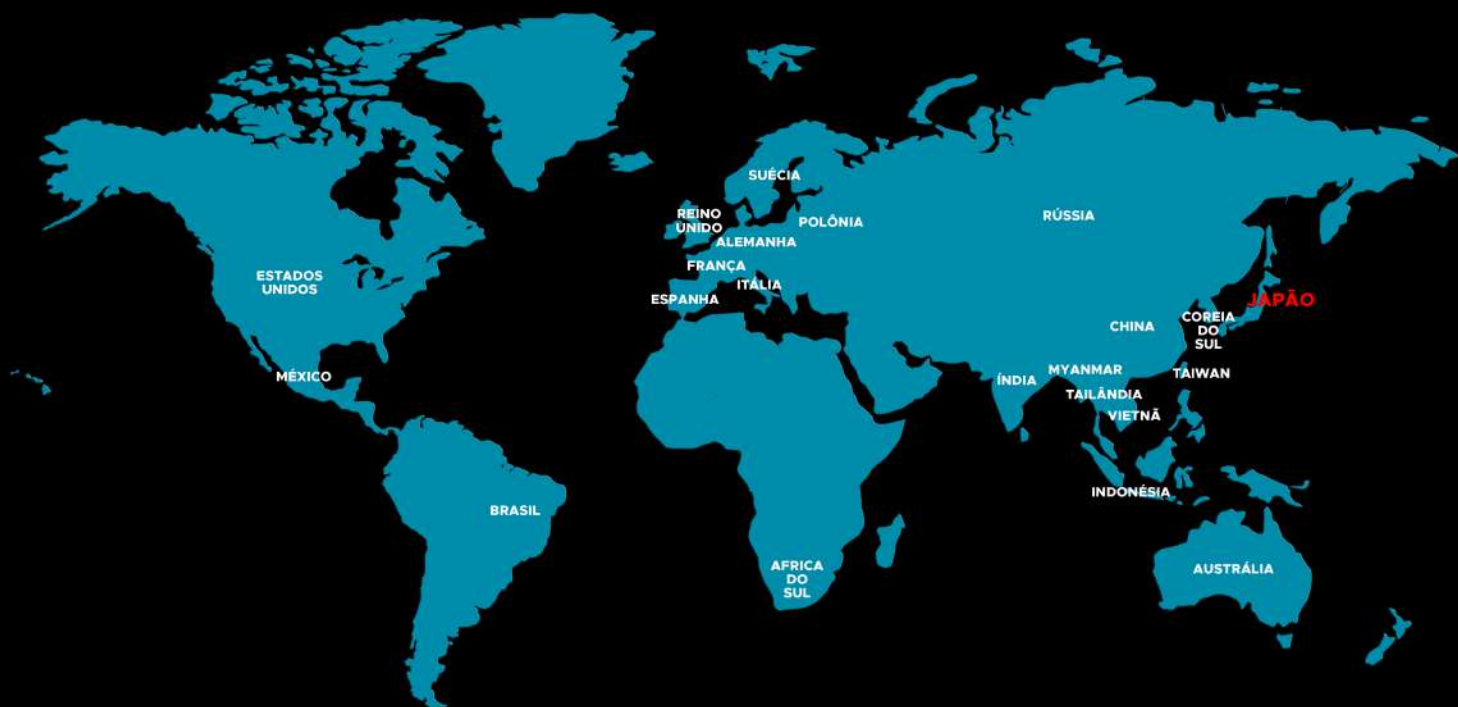 SUÉCIA
REINO
UNIDO
POLÔNIA
RÚSSIA
ALEMANHA
FRANÇA
ITÁLIA
ESPANHA
ESTADOS
UNIDOS
JAPÃO
COREIA
DO
SUL
CHINA
MÉXICO
ÍNDIA
MYANMAR
TAIWAN
TAILÂNDIA
VIETNÃ
INDONÉSIA
BRASIL
AFRICA
DO
SUL
AUSTRÁLIA